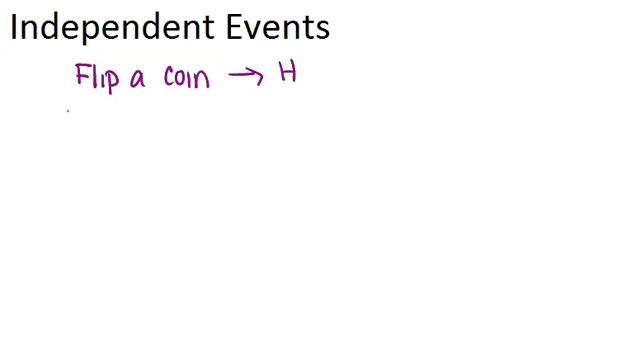 Independent Events
Flip a coin → H